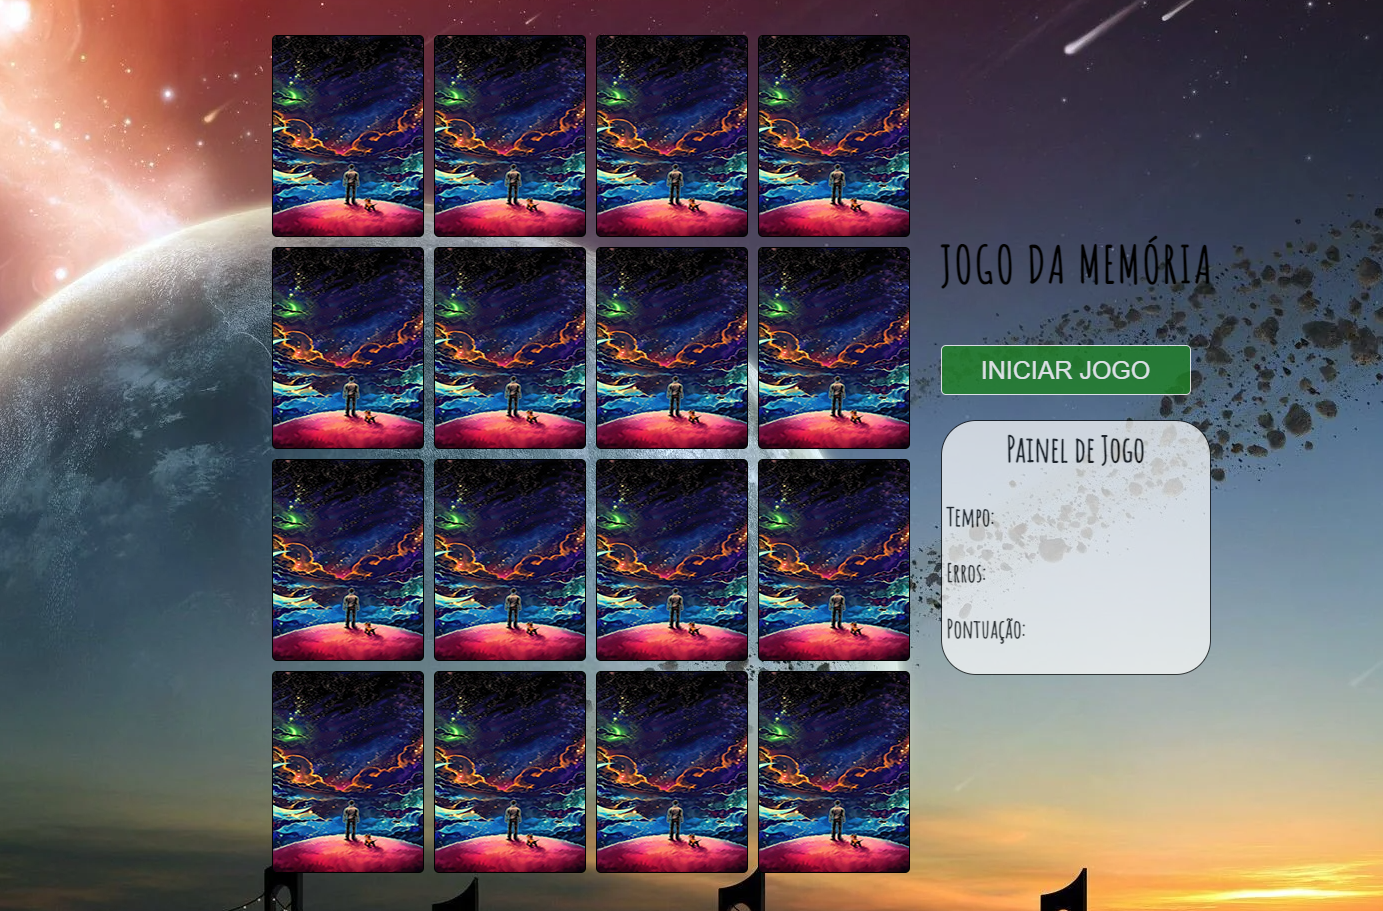 JOGO DA MEMÓRIA
INICIAR JOGO
Painel de Jogo
Tempo:
Erros:
Pontuação: